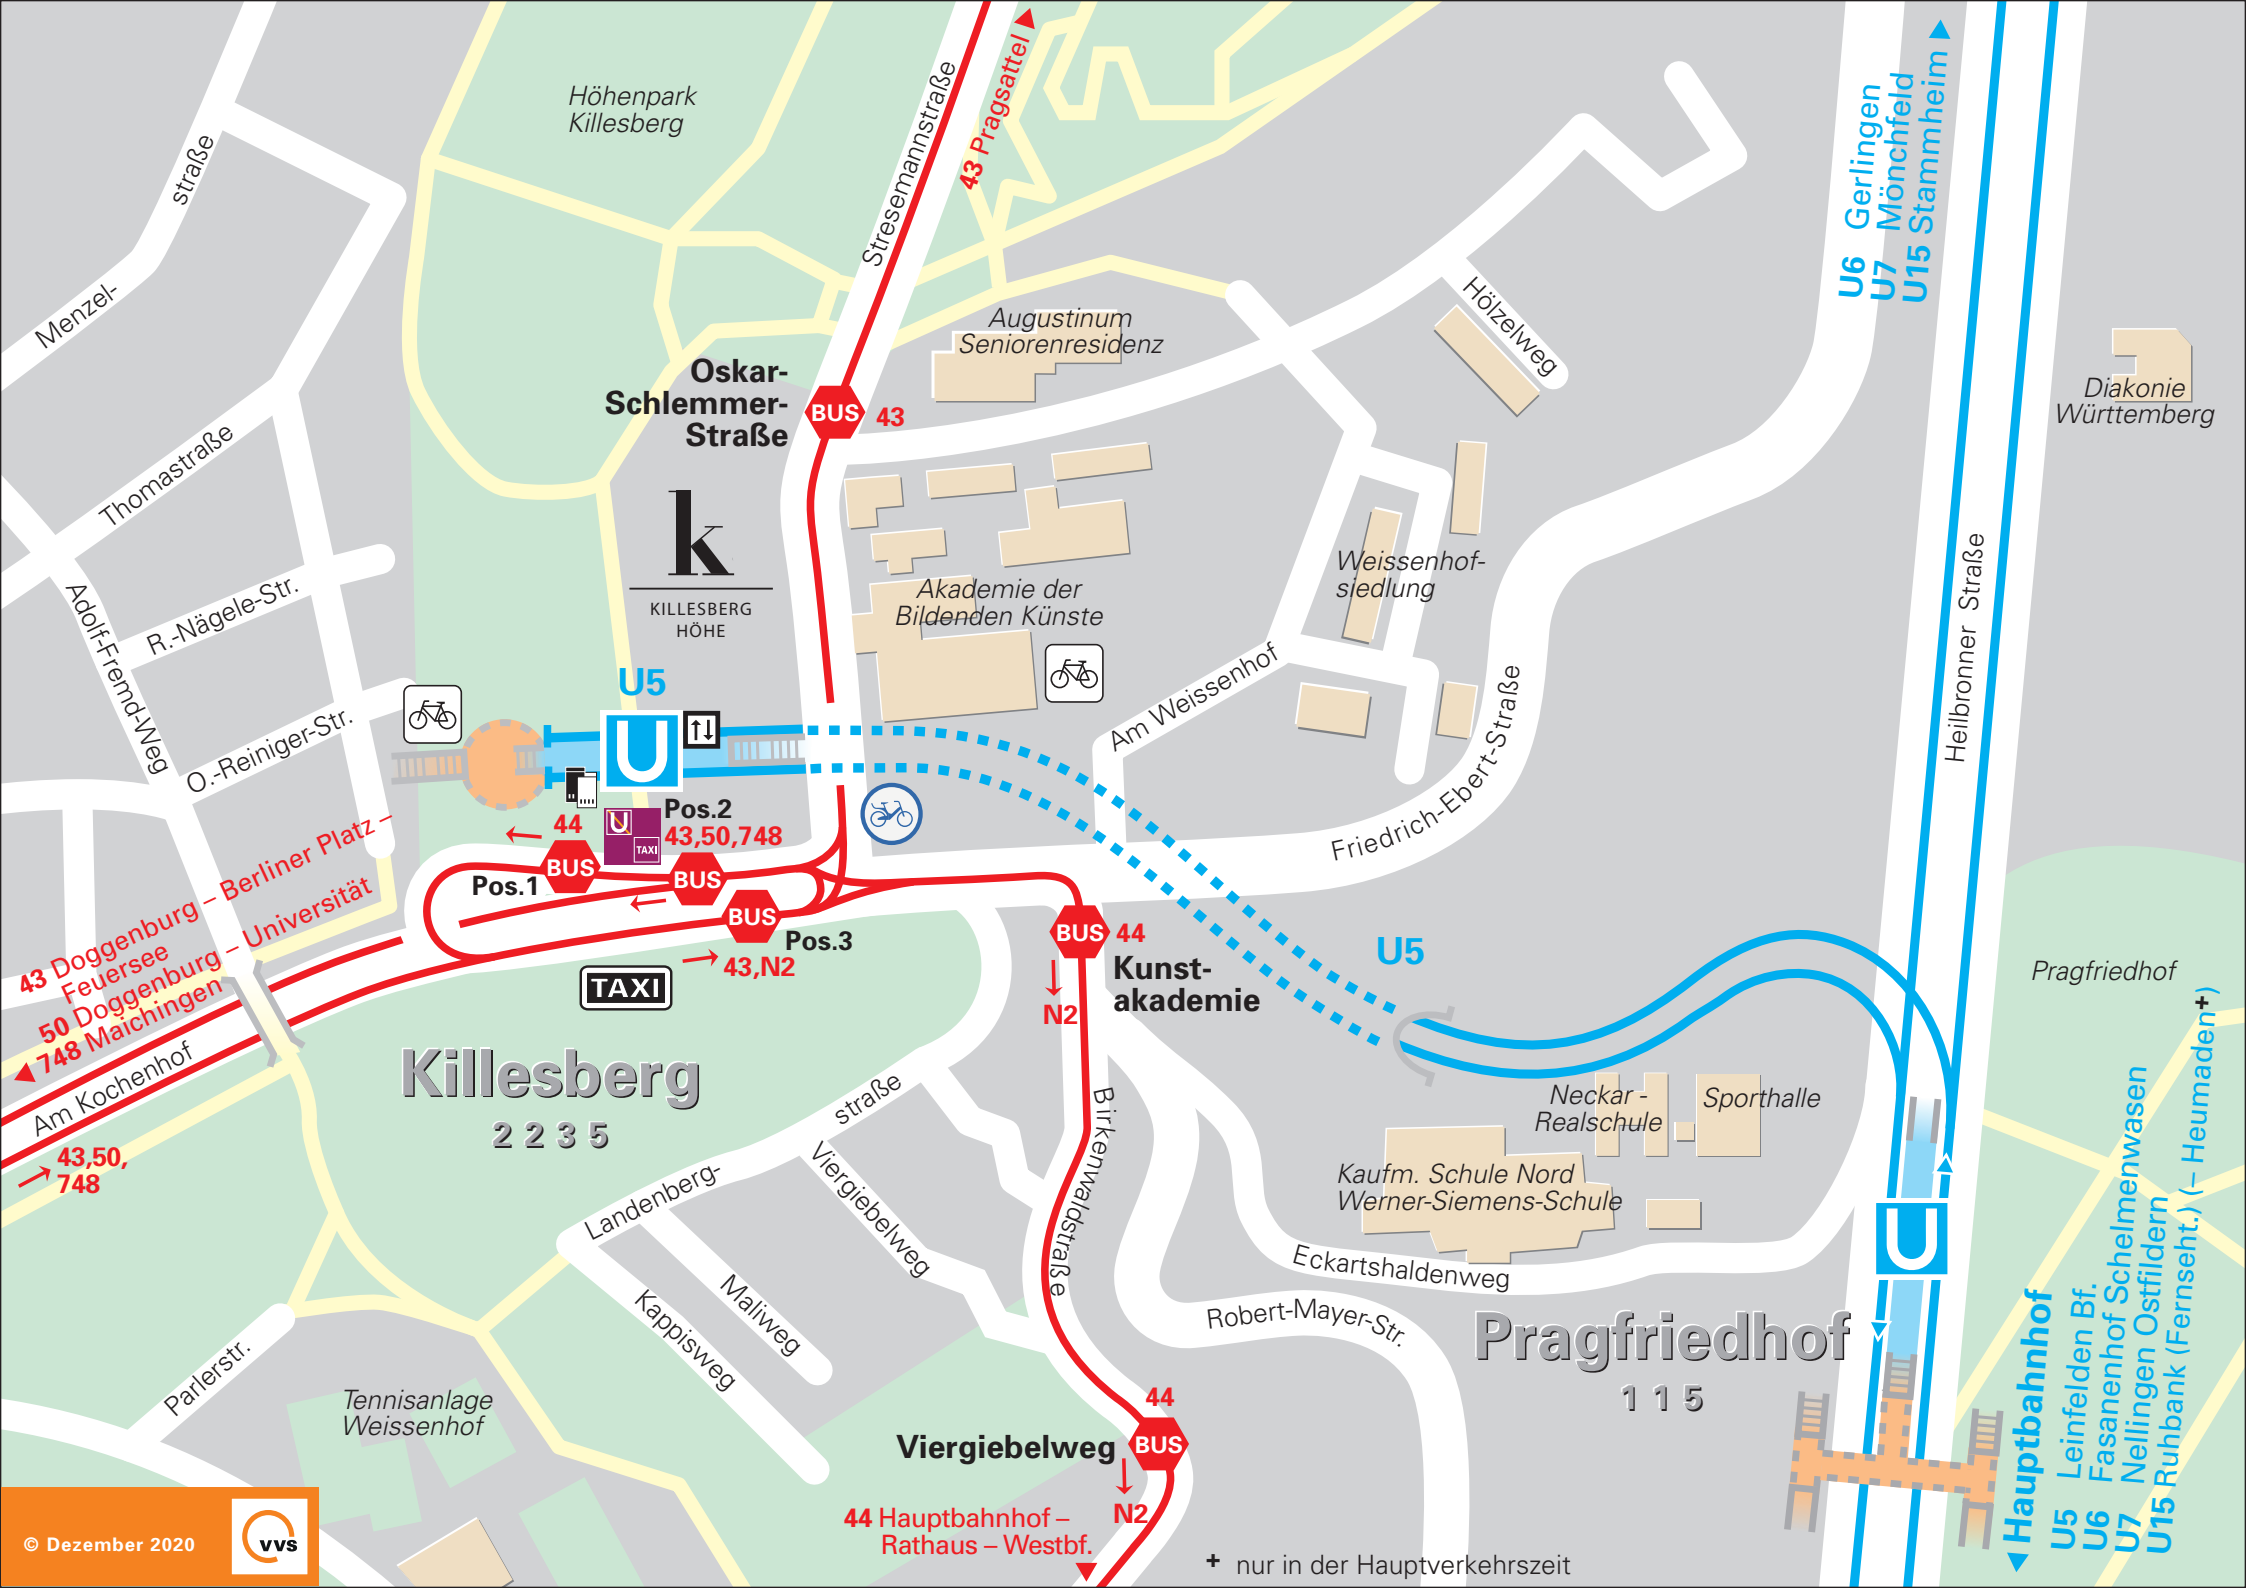 Höhenpark
Killesberg
Stresemannstraße
43 Pragsattel
straße
Menzel-
Thomastraße
Adolf-Fremd-Weg
R.-Nägele-Str.
O.-Reiniger-Str.
Oskar-
Schlemmer-
Straße
BUS 43
Augustinum
Seniorenresidenz
Hölzelweg
U6 Gerlingen
U7 Mönchfeld
U15 Stammheim
Diakonie
Württemberg
k
KILLESBERG
HÖHE
Akademie der
Bildenden Künste
Weissenhof-
siedlung
Am Weissenhof
Friedrich-Ebert-Straße
Heilbronner Straße
U5
U
44
BUS
Pos.1
U
TAXI
Pos.2
43,50,748
BUS
BUS
Pos.3
43,N2
TAXI
43 Doggenburg – Berliner Platz –
Feuersee
50 Doggenburg – Universität
748 Maichingen
Am Kochenhof
43,50,
748
BUS 44
Kunst-
akademie
N2
U5
Pragfriedhof
Killesberg
2235
Landenberg-
straße
Viergiebelweg
Maliweg
Kappisweg
Parlerstr.
Tennisanlage
Weissenhof
Birkenwaldstraße
Neckar -
Realschule
Sporthalle
Kaufm. Schule Nord
Werner-Siemens-Schule
Eckartshaldenweg
Robert-Mayer-Str.
Pragfriedhof
115
U
Hauptbahnhof
U5 Leinfelden Bf.
U6 Fasanenhof Schelmenwasen
U7 Nellingen Ostfildern
U15 Ruhbank (Fernseht.) (– Heumaden+)
44
Viergiebelweg
BUS
N2
44 Hauptbahnhof –
Rathaus – Westbf.
+ nur in der Hauptverkehrszeit
© Dezember 2020
vvs